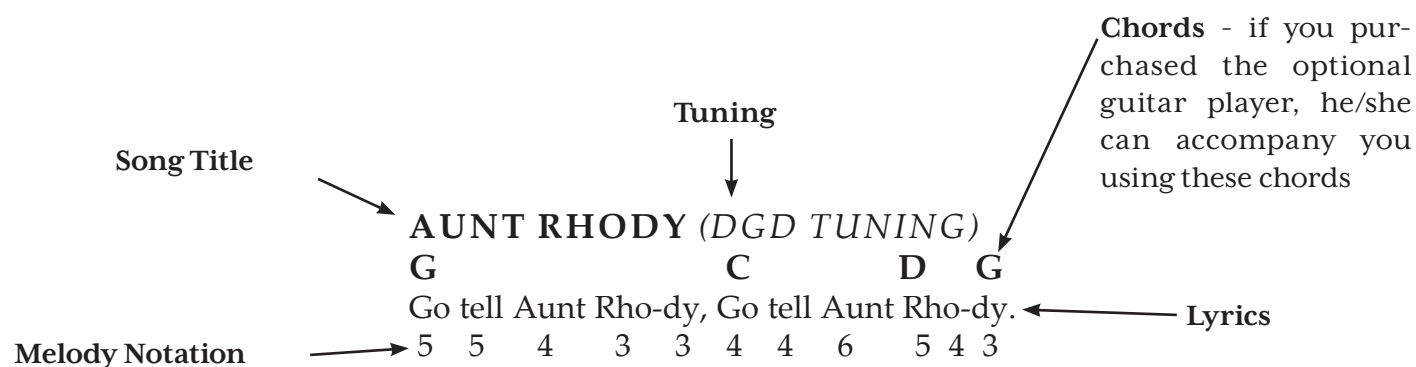 Chords - if you pur-
chased the optional
guitar player, he/she
can accompany you
using these chords
Tuning
Song Title
AUNT RHODY (DGD TUNING)
G C D G
Go tell Aunt Rho-dy, Go tell Aunt Rho-dy.
Lyrics
Melody Notation
5 5 4 3 3 4 4 6 5 4 3